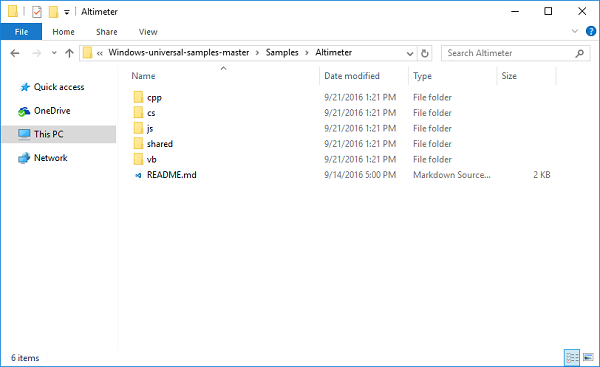 Altimeter
File Home Share View
« Windows-universal-samples-master Samples Altimeter Search Altimeter
Name Date modified Type Size
Quick access
OneDrive
This PC
Network
cpp 9/21/2016 1:21 PM File folder
cs 9/21/2016 1:21 PM File folder
js 9/21/2016 1:21 PM File folder
shared 9/21/2016 1:21 PM File folder
vb 9/21/2016 1:21 PM File folder
README.md 9/14/2016 5:00 PM Markdown Source... 2 KB
6 items